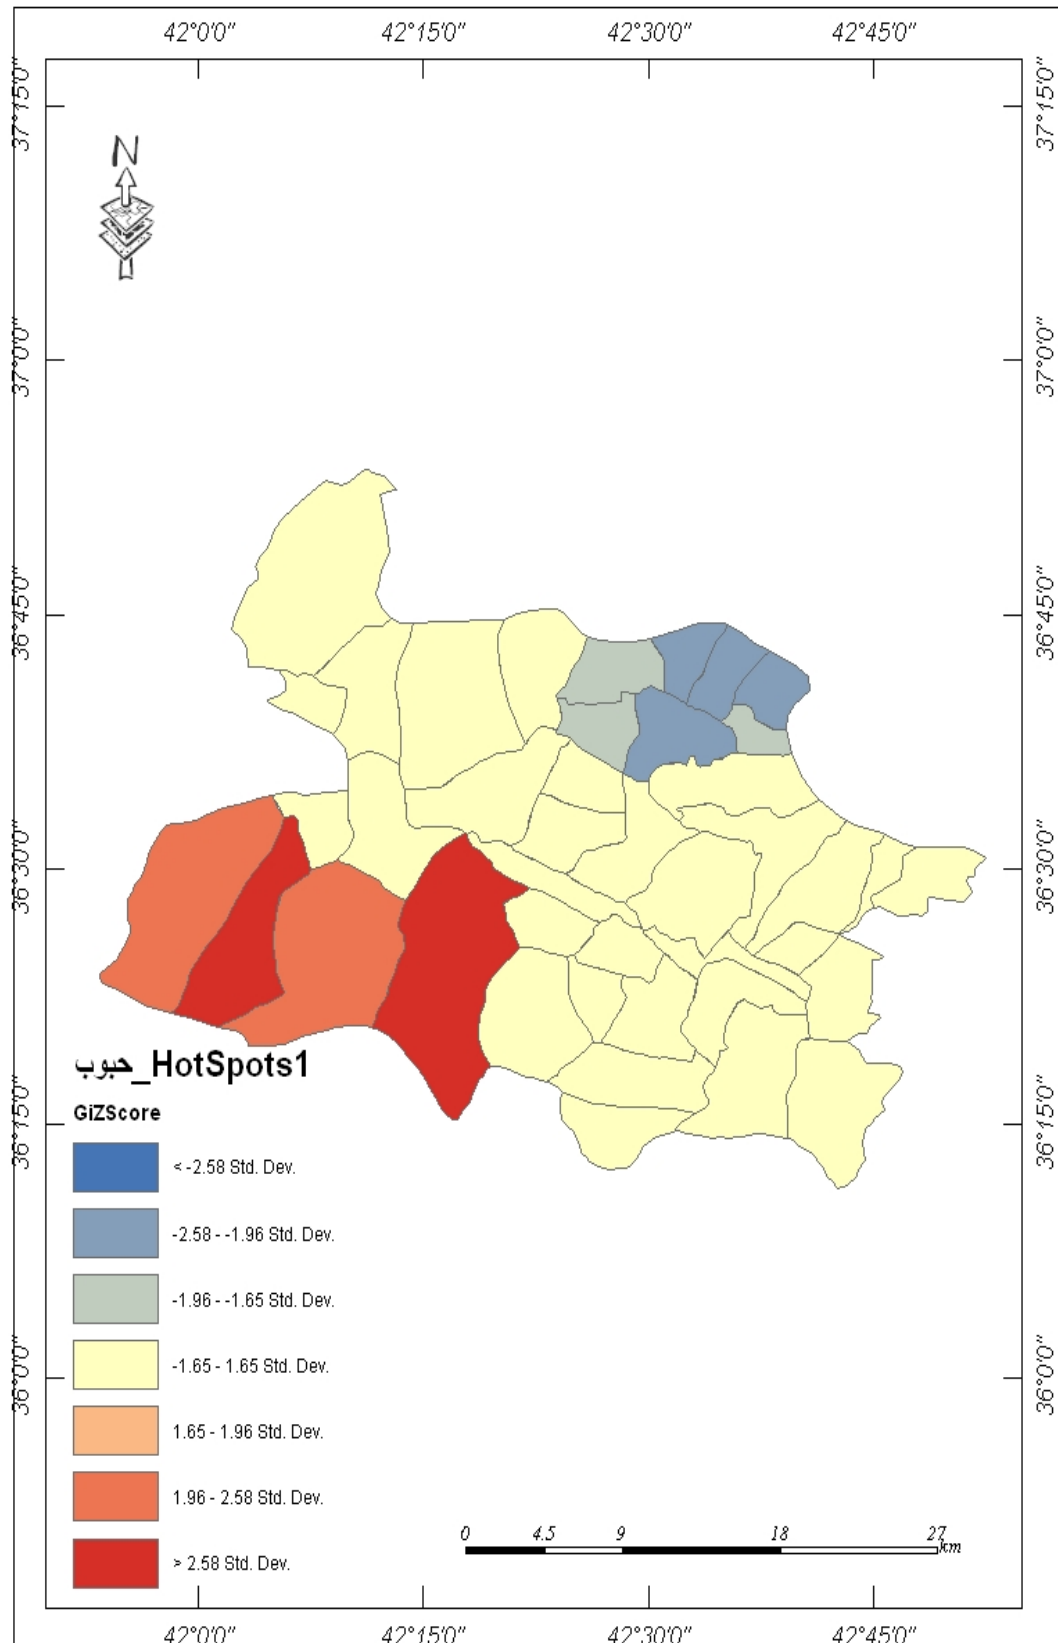 42°0'0" 42°15'0" 42°30'0" 42°45'0"
37°15'0" 37°15'0"
N
37°0'0" 37°0'0"
36°45'0" 36°45'0"
36°30'0" 36°30'0"
حبوب_HotSpots1
GiZScore
36°15'0" 36°15'0"
< -2.58 Std. Dev.
-2.58 - -1.96 Std. Dev.
-1.96 - -1.65 Std. Dev.
-1.65 - 1.65 Std. Dev.
36°0'0" 36°0'0"
1.65 - 1.96 Std. Dev.
1.96 - 2.58 Std. Dev.
> 2.58 Std. Dev.
0 4.5 9 18 27
km
42°0'0" 42°15'0" 42°30'0" 42°45'0"